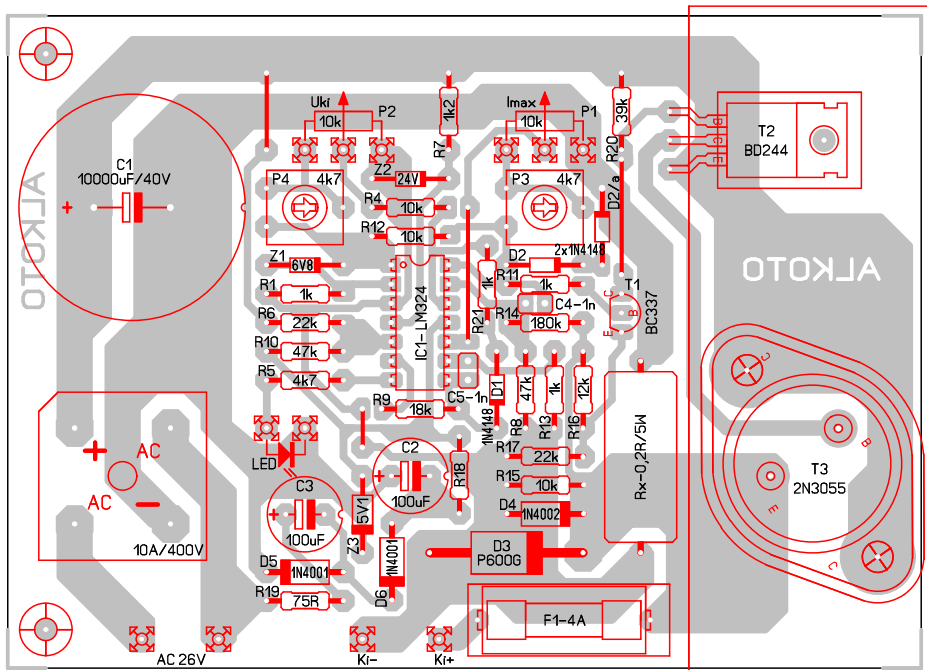 Uki
P2
10k
1k2
R7
Imax
P1
10k
39k
R20
T2
BD244
B
C
E
C1
10000uF/40V
+
P4
4k7
Z2
24V
R4
10k
R12
10k
P3
4k7
D2/a
ALKOTO
Z1
6V8
D2
2x1N4148
R11
1k
C4-1n
T1
BC337
C
B
E
ALKOTO
R1
1k
R6
22k
R10
47k
R5
4k7
IC1-LM324
1k
R21
R14
180k
C5-1n
D1
1N4148
47k
R8
1k
R13
12k
R16
R9
18k
Rx-0,2R/5W
C
B
E
C
T3
2N3055
+
AC
AC
-
10A/400V
LED
C2
+
100uF
R18
R17
22k
R15
10k
D4
1N4002
C3
+
100uF
5V1
Z3
1N4001
D6
D3
P600G
D5
1N4001
R19
75R
F1-4A
AC 26V
Ki-
Ki+